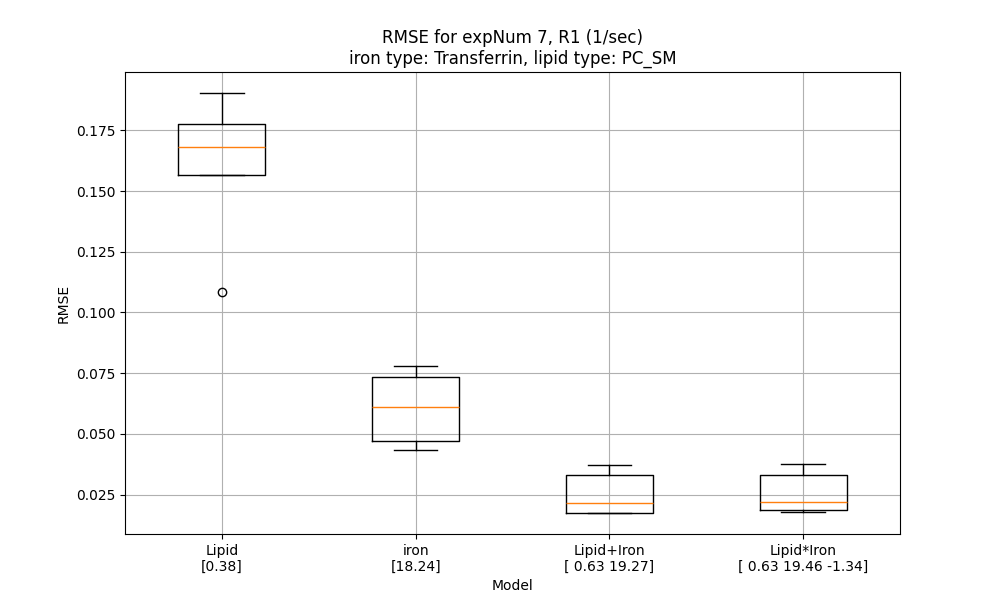 RMSE for expNum 7, R1 (1/sec)
iron type: Transferrin, lipid type: PC_SM
RMSE
0.175
0.150
0.125
0.100
0.075
0.050
0.025
Lipid
[0.38]
iron
[18.24]
Lipid+Iron
[ 0.63 19.27]
Lipid*Iron
[ 0.63 19.46 -1.34]
Model